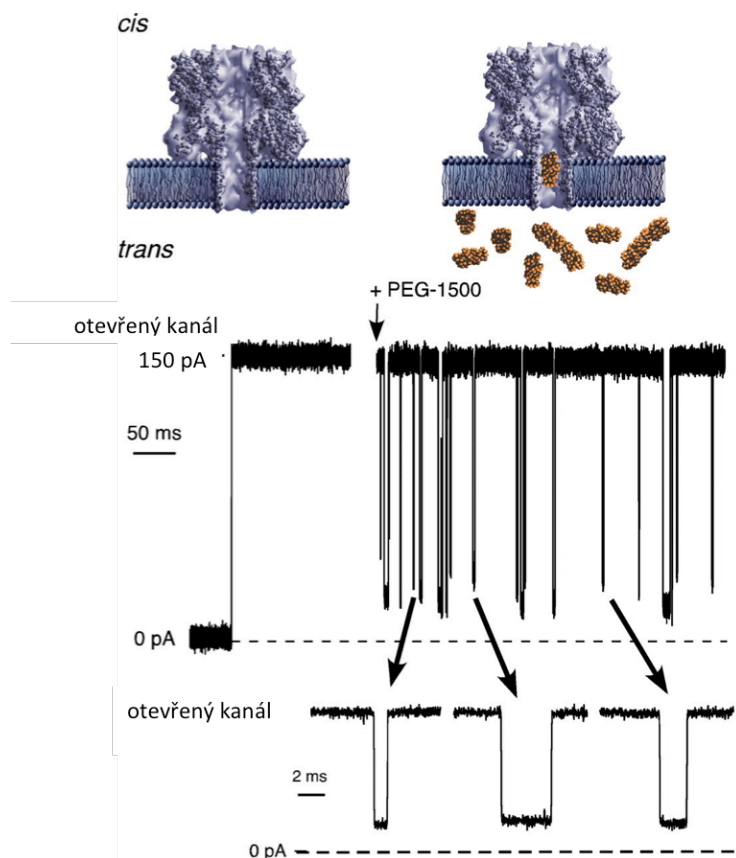 cis
trans
+ PEG-1500
otevřený kanál
150 pA
50 ms
0 pA
otevřený kanál
2 ms
0 pA